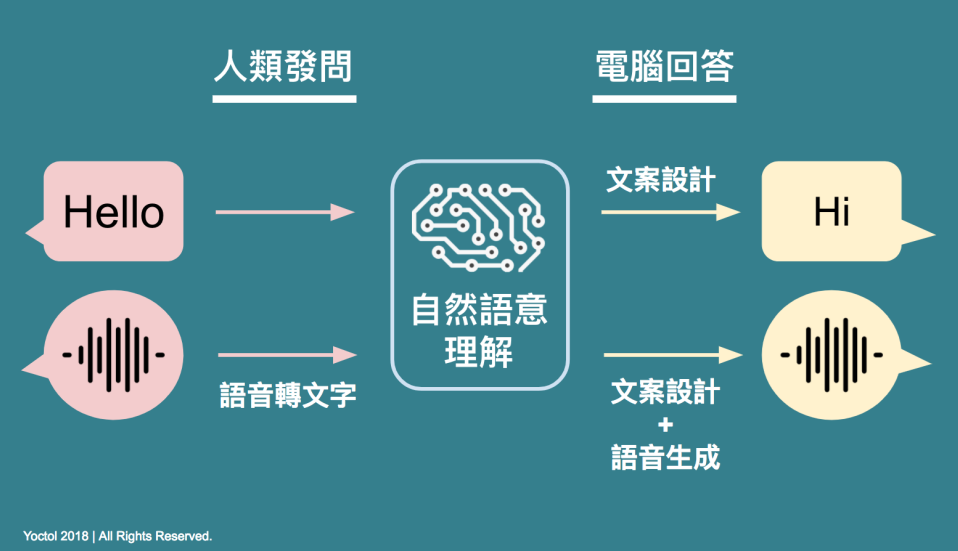 人類發問
電腦回答
Hello
文案設計
Hi
自然語意
理解
語音轉文字
文案設計
+
語音生成
Yoctol 2018 | All Rights Reserved.